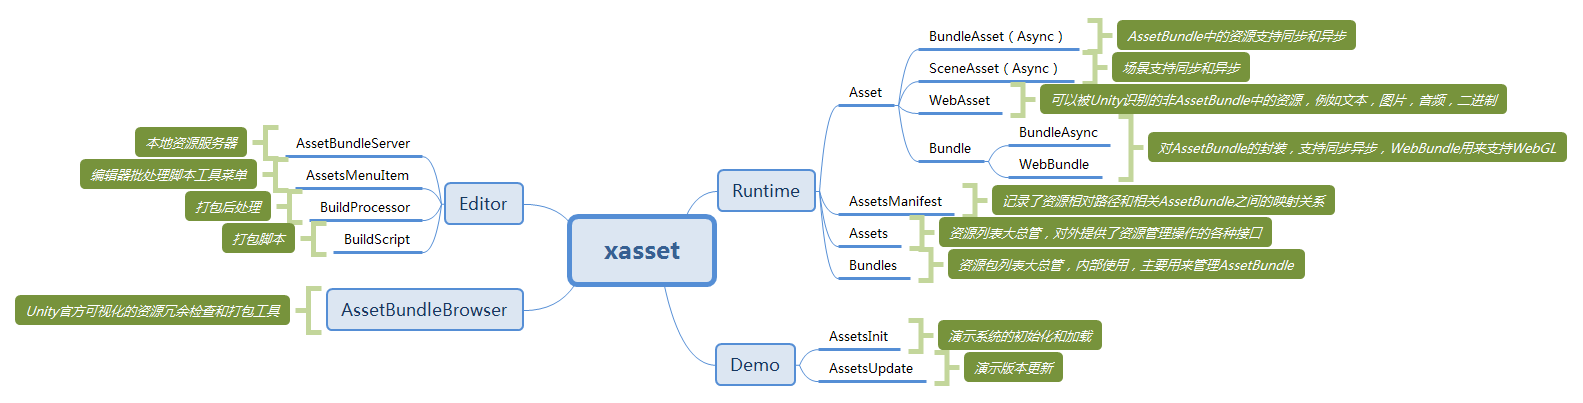 xasset
Runtime
Asset
BundleAsset（Async）
AssetBundle中的资源支持同步和异步
SceneAsset（Async）
场景支持同步和异步
WebAsset
可以被Unity识别的非AssetBundle中的资源，例如文本，图片，音频，二进制
Bundle
BundleAsync
WebBundle
对AssetBundle的封装，支持同步异步，WebBundle用来支持WebGL
AssetsManifest
记录了资源相对路径和相关AssetBundle之间的映射关系
Assets
资源列表大总管，对外提供了资源管理操作的各种接口
Bundles
资源包列表大总管，内部使用，主要用来管理AssetBundle
Demo
AssetsInit
演示系统的初始化和加载
AssetsUpdate
演示版本更新
Editor
AssetBundleServer
本地资源服务器
AssetsMenuItem
编辑器批处理脚本工具菜单
BuildProcessor
打包后处理
BuildScript
打包脚本
AssetBundleBrowser
Unity官方可视化的资源冗余检查和打包工具